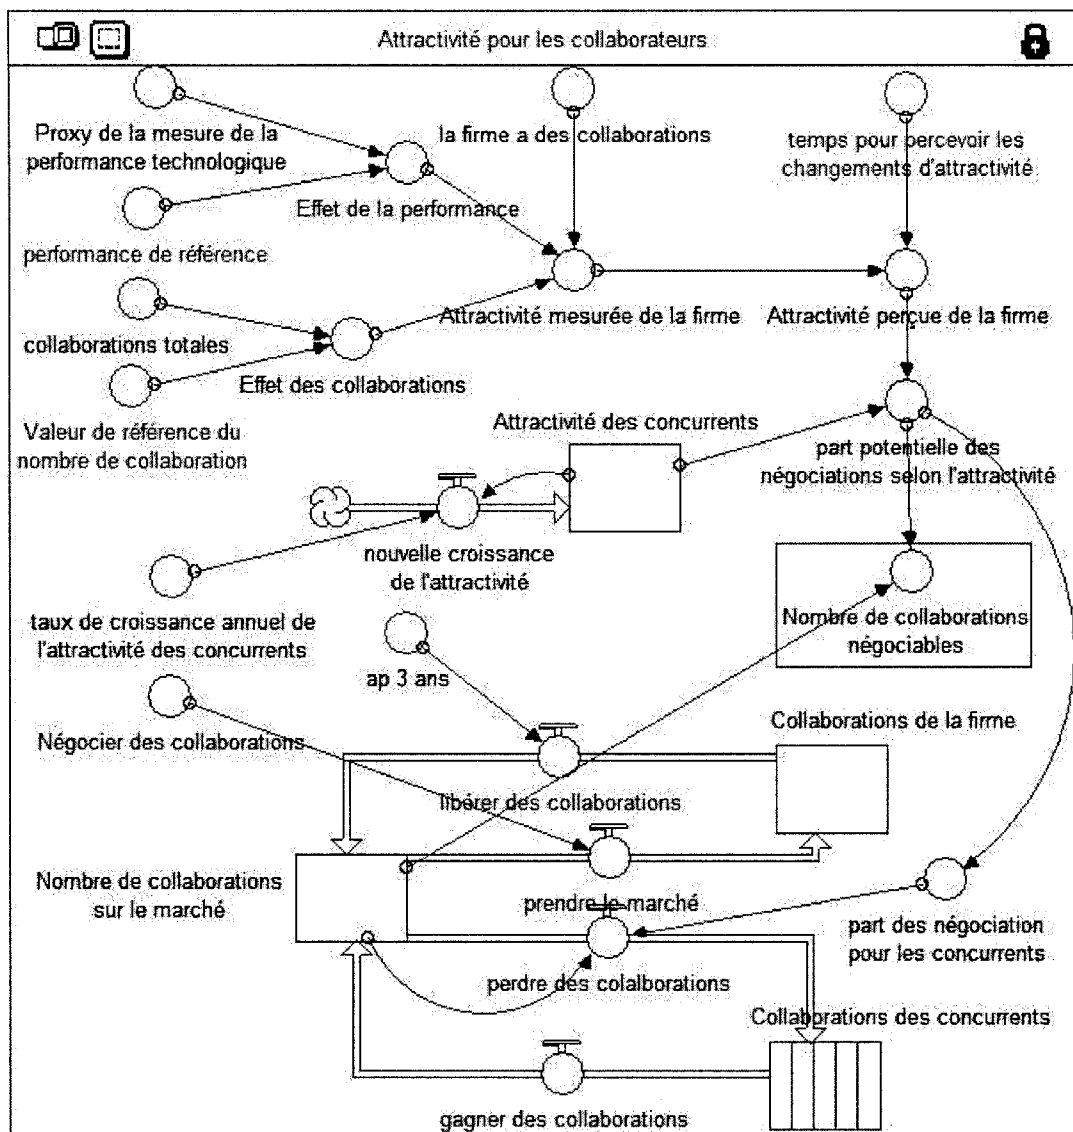 Attractivité pour les collaborateurs
Proxy de la mesure de la
performance technologique
la firme a des collaborations
temps pour percevoir les
changements d'attractivité
Effet de la performance
performance de référence
Attractivité mesurée de la firme
Attractivité perçue de la firme
collaborations totales
Effet des collaborations
Valeur de référence du
nombre de collaboration
Attractivité des concurrents
part potentielle des
négociations selon l'attractivité
nouvelle croissance
de l'attractivité
taux de croissance annuel de
l'attractivité des concurrents
Nombre de collaborations
négociables
ap 3 ans
Négocier des collaborations
Collaborations de la firme
libérer des collaborations
Nombre de collaborations
sur le marché
prendre le marché
part des négociation
pour les concurrents
perdre des colalborations
Collaborations des concurrents
gagner des collaborations